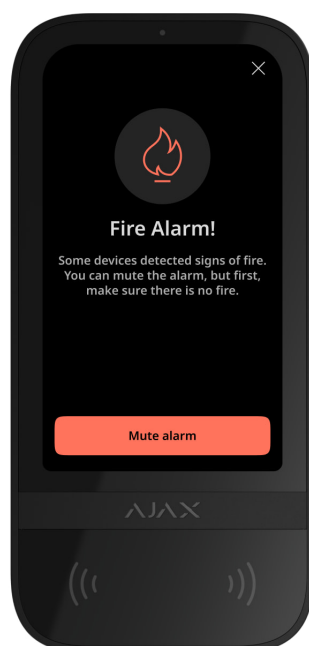 Fire Alarm!
Some devices detected signs of fire.
You can mute the alarm, but first,
make sure there is no fire.
Mute alarm
AJAX